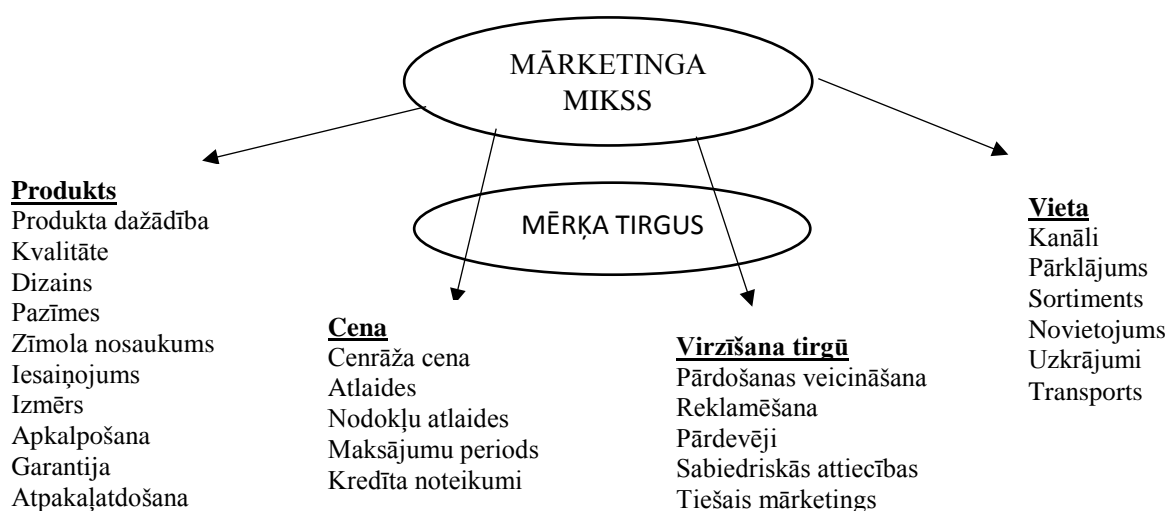 MĀRKETINGA
MIKSS
MĒRĶA TIRGUS
Produkts
Produkta dažādība
Kvalitāte
Dizains
Pazīmes
Zīmola nosaukums
Iesaiņojums
Izmērs
Apkalpošana
Garantija
Atpakaļatdošana
Cena
Cenrāža cena
Atlaides
Nodokļu atlaides
Maksājumu periods
Kredīta noteikumi
Virzīšana tirgū
Pārdošanas veicināšana
Reklamēšana
Pārdevēji
Sabiedriskās attiecības
Tiešais mārketings
Vieta
Kanāli
Pārklājums
Sortiments
Novietojums
Uzkrājumi
Transports